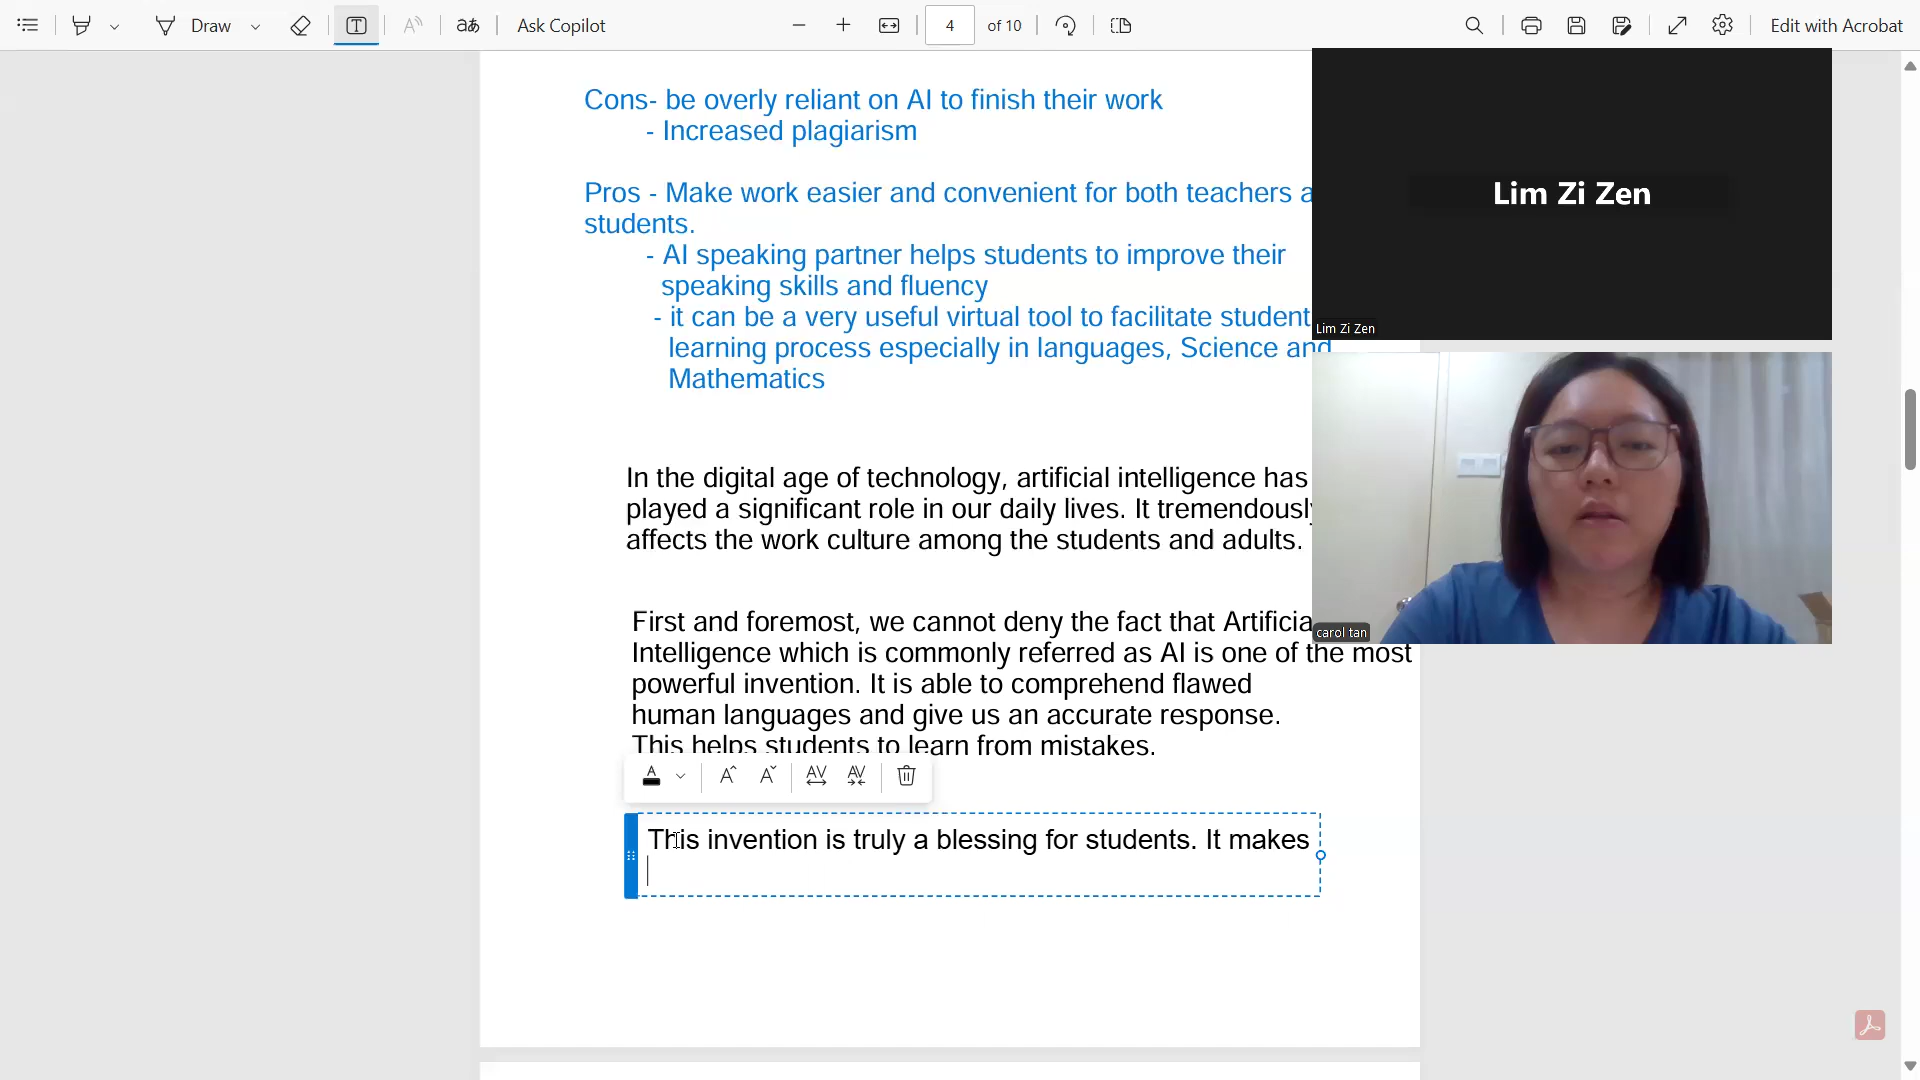 Draw
Ask Copilot
4 of 10
Edit with Acrobat
Cons- be overly reliant on AI to finish their work
- Increased plagiarism
Pros - Make work easier and convenient for both teachers
students.
- AI speaking partner helps students to improve their
speaking skills and fluency
- it can be a very useful virtual tool to facilitate student
learning process especially in languages, Science and
Mathematics
In the digital age of technology, artificial intelligence has
played a significant role in our daily lives. It tremendously
affects the work culture among the students and adults.
First and foremost, we cannot deny the fact that Artificia
Intelligence which is commonly referred as AI is one of the most
powerful invention. It is able to comprehend flawed
human languages and give us an accurate response.
This helps students to learn from mistakes.
This invention is truly a blessing for students. It makes
Lim Zi Zen
Lim Zi Zen
carol tan